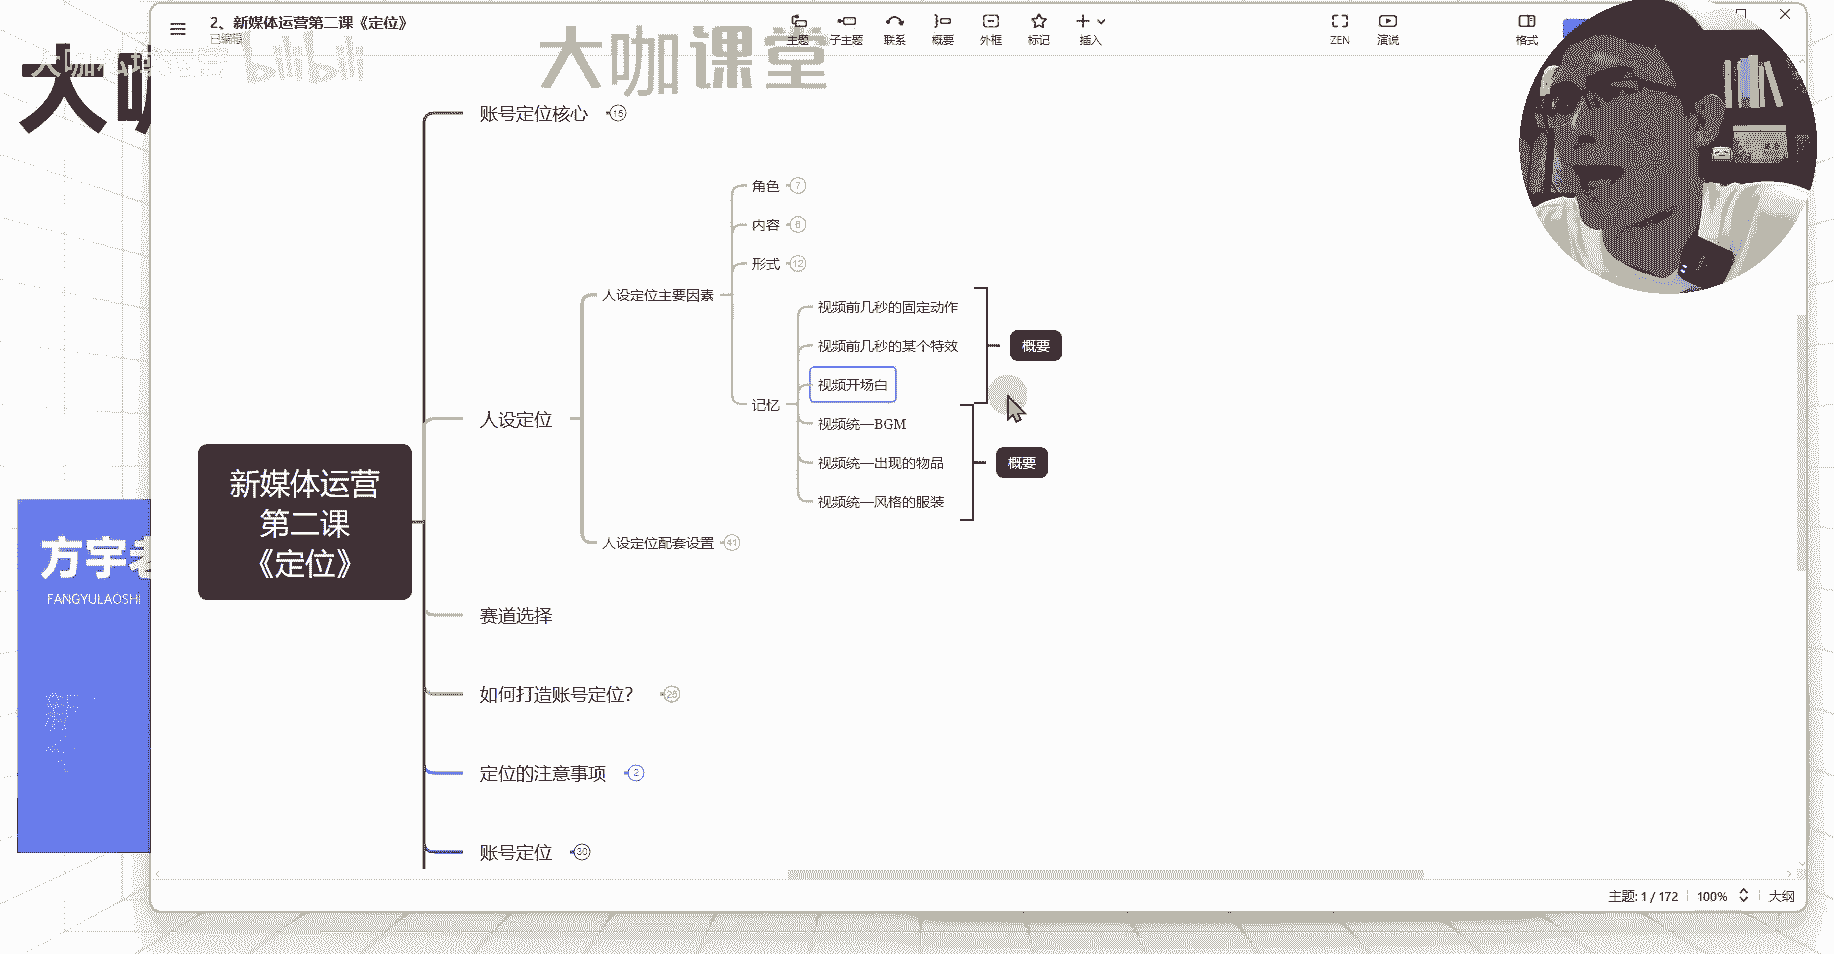 2、新媒体运营第二课《定位》
已编辑
主题
子主题
联系
概要
外框
标记
插入
ZEN
演说
格式
大咖
bilibili
大咖课堂
账号定位核心 15
角色 7
内容 6
形式 12
人设定位主要因素
视频前几秒的固定动作
视频前几秒的某个特效
概要
视频开场白
记忆
人设定位
视频统一BGM
视频统一出现的物品
概要
视频统一风格的服装
新媒体运营
第二课
《定位》
人设定位配套设置 41
方宇老
FANGYULAOSHI
赛道选择
如何打造账号定位?
定位的注意事项 2
账号定位 30
主题: 1 / 172
100%
大纲